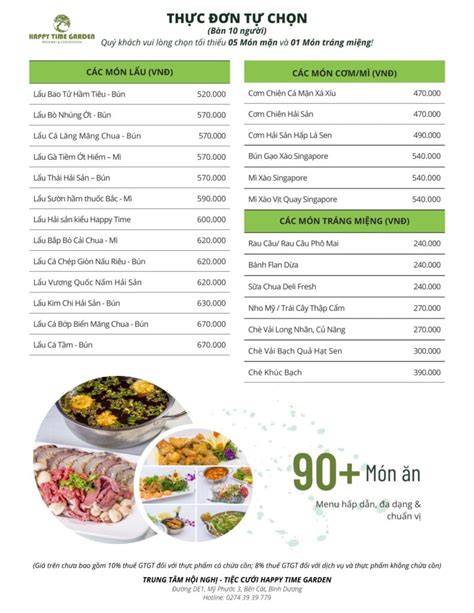 HAPPY TIME GARDEN
THỰC ĐƠN TỰ CHỌN
(Bàn 10 người)
Quý khách vui lòng chọn tối thiểu 05 Món mặn và 01 Món tráng miệng!
CÁC MÓN LẨU (VNĐ)
Lẩu Bao Tử Hầm Tiêu - Bún 520.000
Lẩu Bò Nhúng Ớt - Bún 570.000
Lẩu Cá Lăng Măng Chua - Bún 570.000
Lẩu Gà Tiềm Ớt Hiểm – Mì 570.000
Lẩu Thái Hải Sản – Bún 570.000
Lẩu Sườn hầm thuốc Bắc - Mì 590.000
Lẩu Hải sản kiểu Happy Time 600.000
Lẩu Bắp Bò Cải Chua - Mì 620.000
Lẩu Cá Chép Giòn Nấu Riêu - Bún 620.000
Lẩu Vương Quốc Nấm Hải Sản 620.000
Lẩu Kim Chi Hải Sản - Bún 630.000
Lẩu Cá Bớp Biển Măng Chua - Bún 670.000
Lẩu Cá Tầm - Bún 670.000
CÁC MÓN CƠM/MÌ (VNĐ)
Cơm Chiên Cá Mặn Xá Xíu 470.000
Cơm Chiên Hải Sản 470.000
Cơm Hải Sản Hấp Lá Sen 490.000
Bún Gạo Xào Singapore 540.000
Mì Xào Singapore 540.000
Mì Xào Vịt Quay Singapore 540.000
CÁC MÓN TRÁNG MIỆNG (VNĐ)
Rau Câu/ Rau Câu Phô Mai 240.000
Bánh Flan Dừa 240.000
Sữa Chua Deli Fresh 240.000
Nho Mỹ / Trái Cây Thập Cẩm 270.000
Chè Vải Long Nhãn, Củ Năng 270.000
Chè Vải Bạch Quả Hạt Sen 300.000
Chè Khúc Bạch 390.000
90+ Món ăn
Menu hấp dẫn, đa dạng &
chuẩn vị
(Giá trên chưa bao gồm 10% thuế GTGT đối với thực phẩm có chứa cồn; 8% thuế GTGT đối với dịch vụ và thực phẩm không chứa cồn)
TRUNG TÂM HỘI NGHỊ - TIỆC CƯỚI HAPPY TIME GARDEN
Đường DE1, Mỹ Phước 3, Bến Cát, Bình Dương
Hotline: 0274 39 39 779